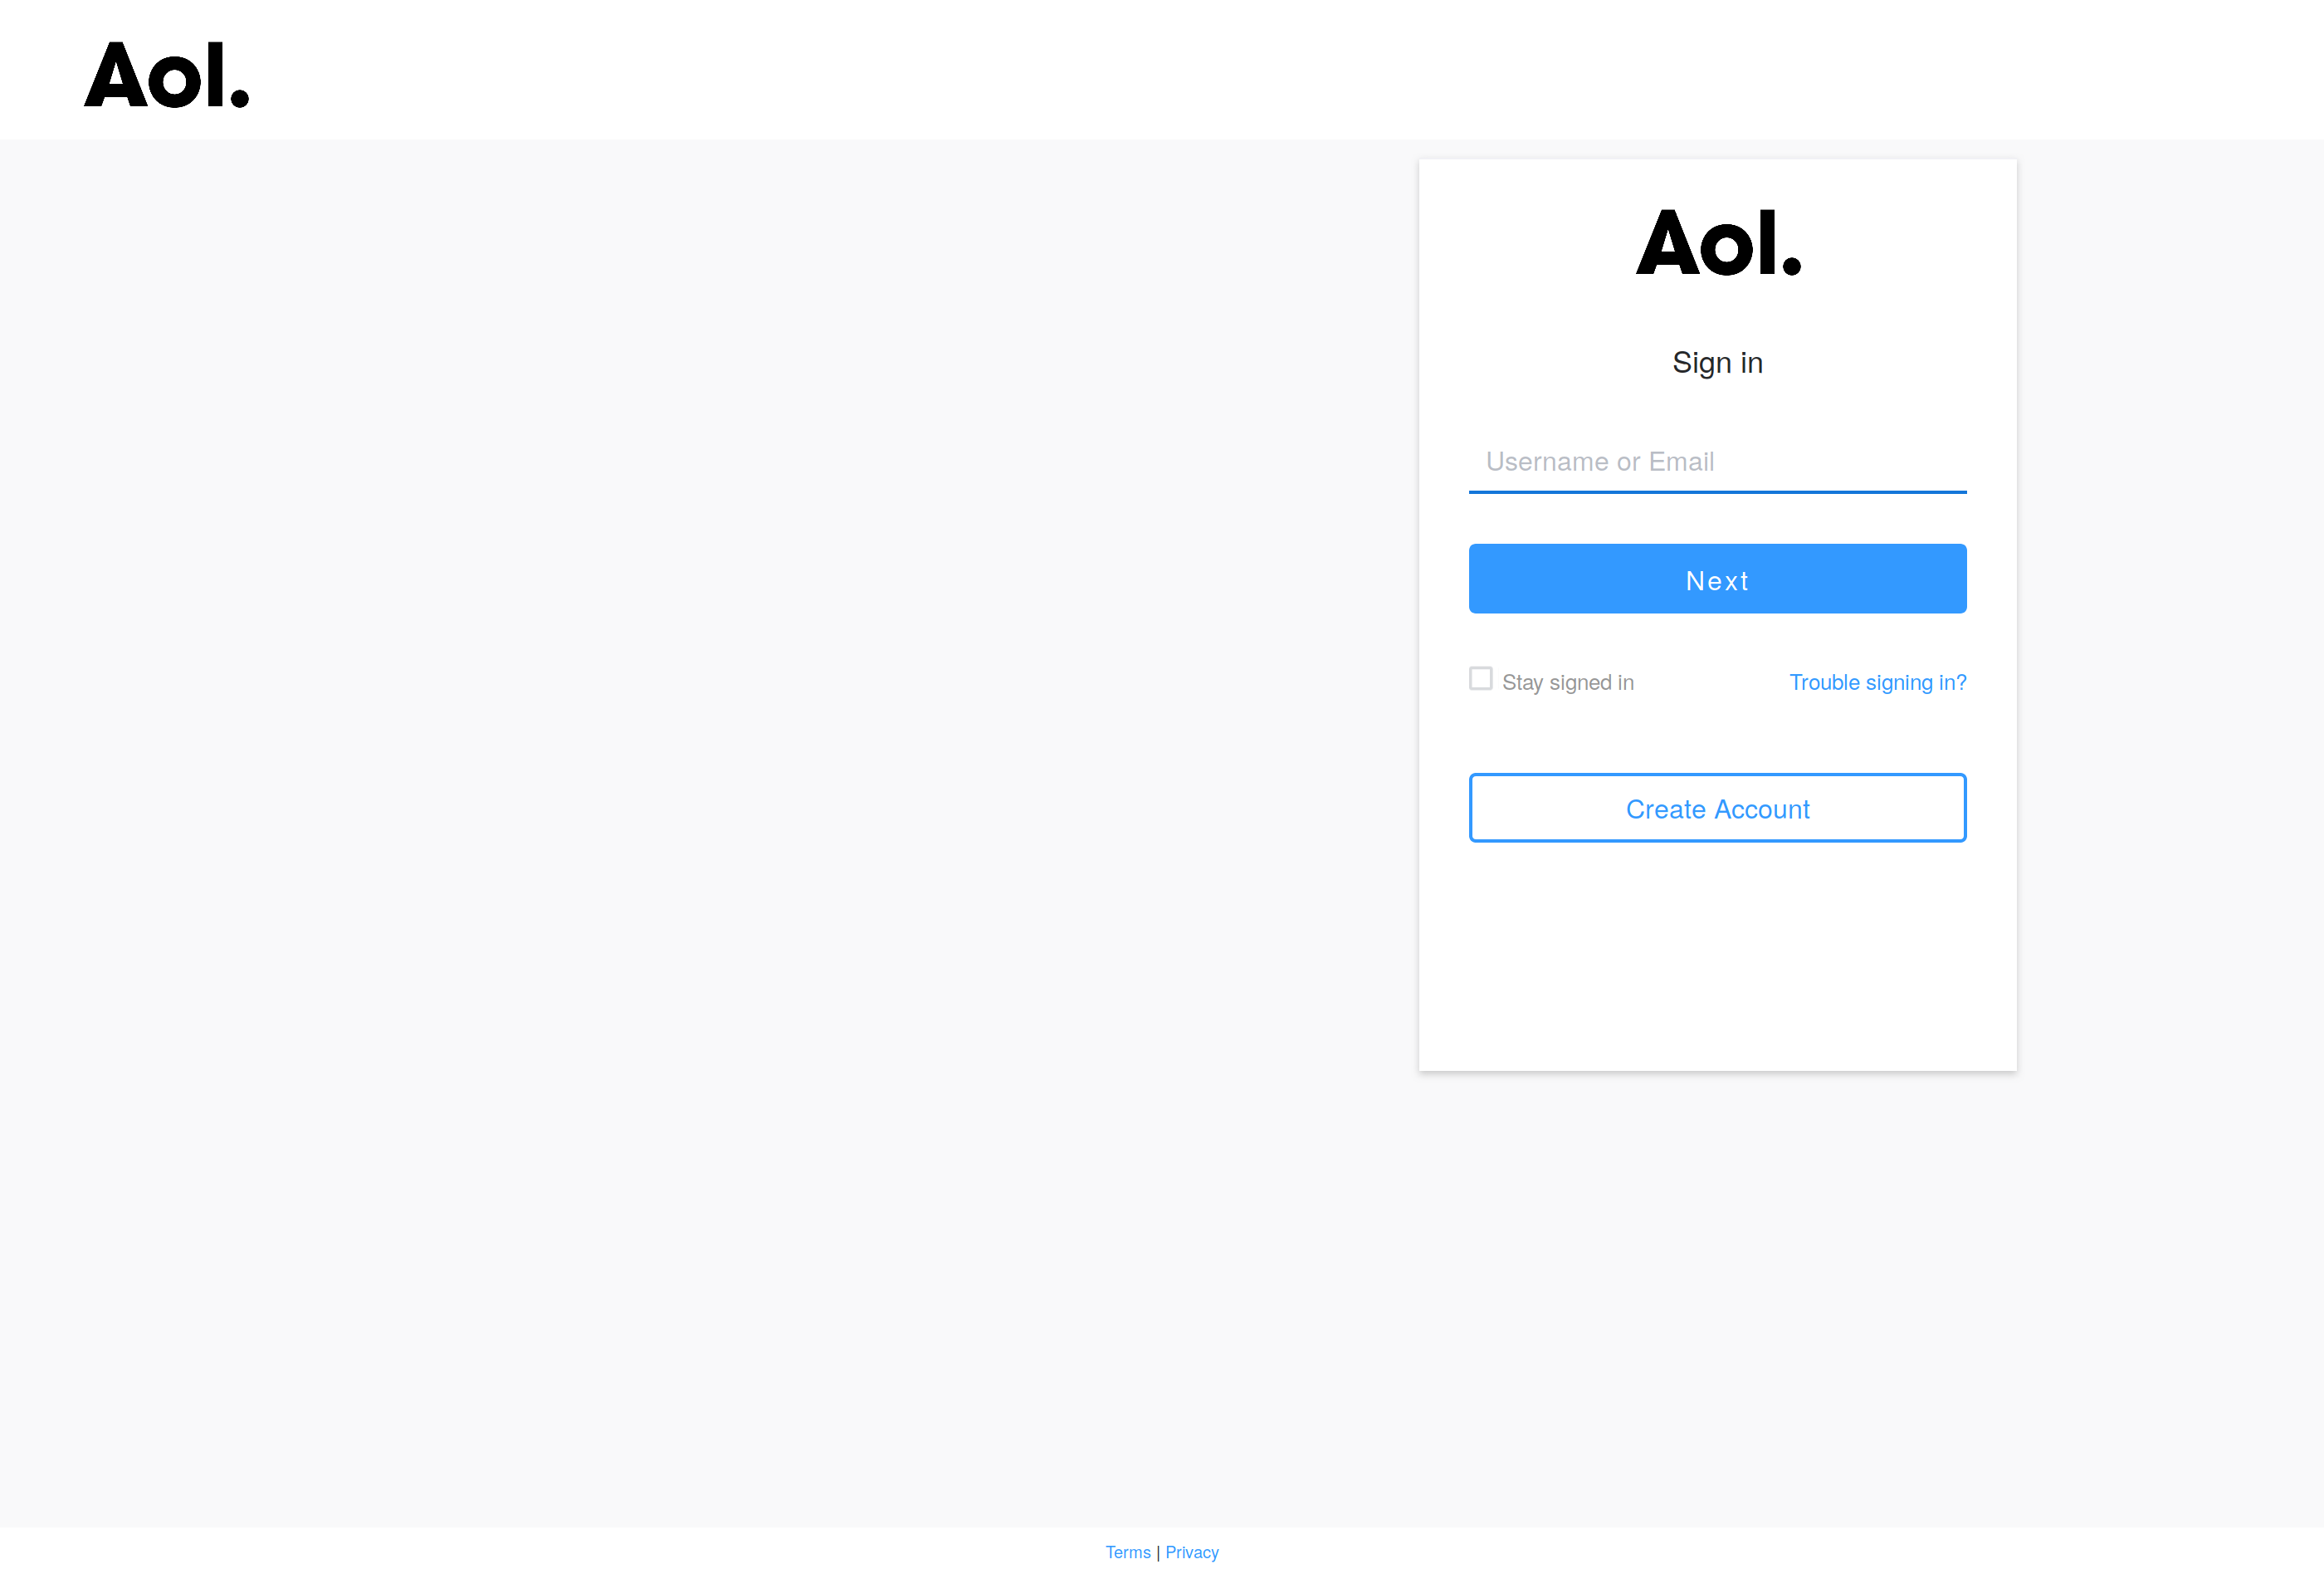 Aol.
Aol.
Sign in
Username or Email
Next
Stay signed in Trouble signing in?
Create Account
Terms | Privacy